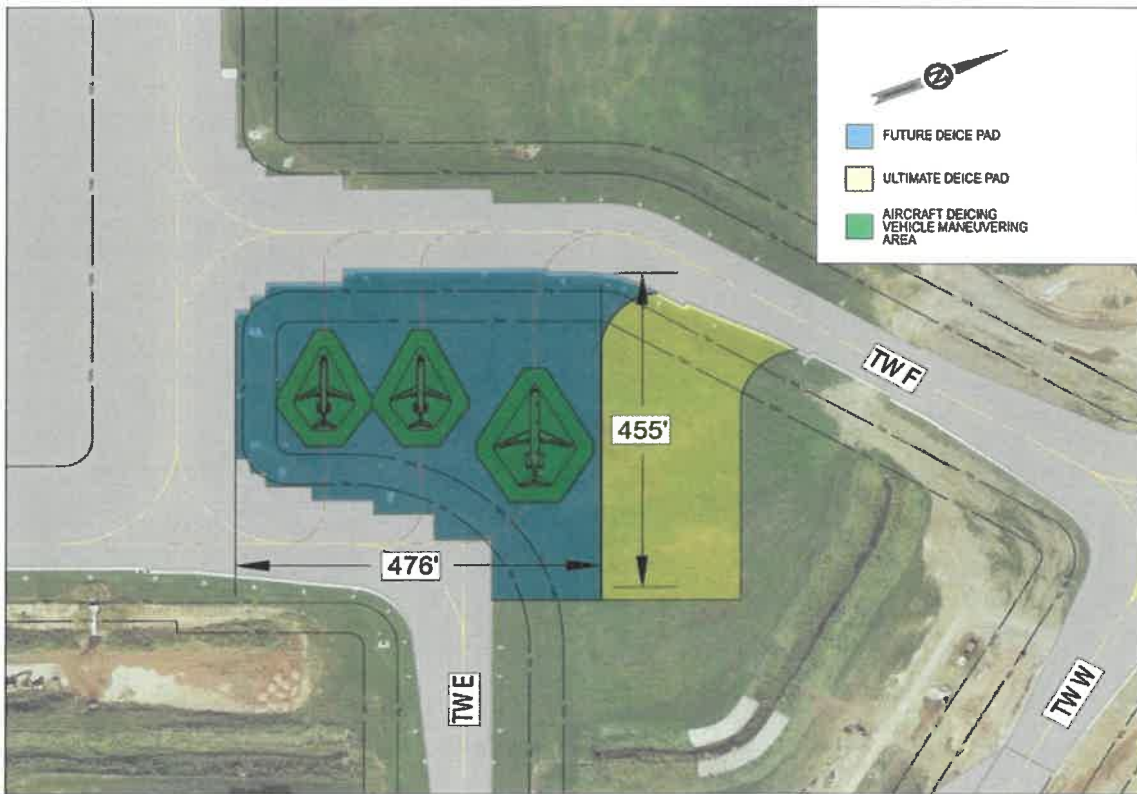 N
FUTURE DEICE PAD
ULTIMATE DEICE PAD
AIRCRAFT DEICING
VEHICLE MANEUVERING
AREA
TW F
455'
476'
TW E
TW W